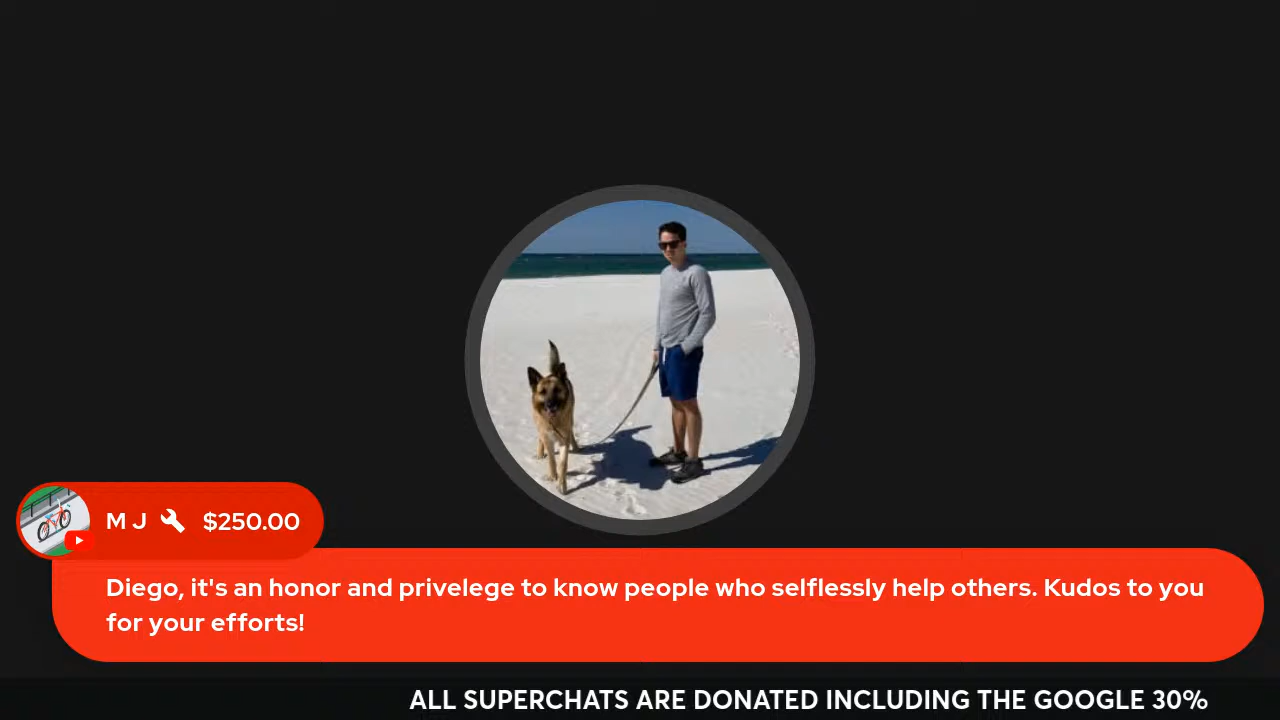 M J $250.00
Diego, it's an honor and privelege to know people who selflessly help others. Kudos to you
for your efforts!
ALL SUPERCHATS ARE DONATED INCLUDING THE GOOGLE 30%